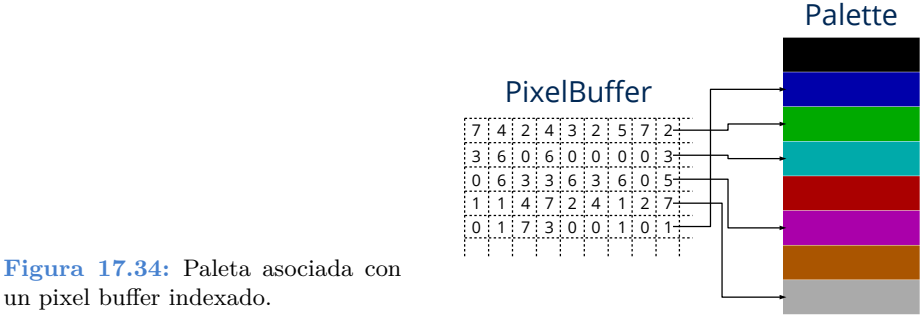 Palette
PixelBuffer
7 4 2 4 3 2 5 7 2
3 6 0 6 0 0 0 0 3
0 6 3 3 6 3 6 0 5
1 1 4 7 2 4 1 2 7
0 1 7 3 0 0 1 0 1
Figura 17.34: Paleta asociada con
un pixel buffer indexado.